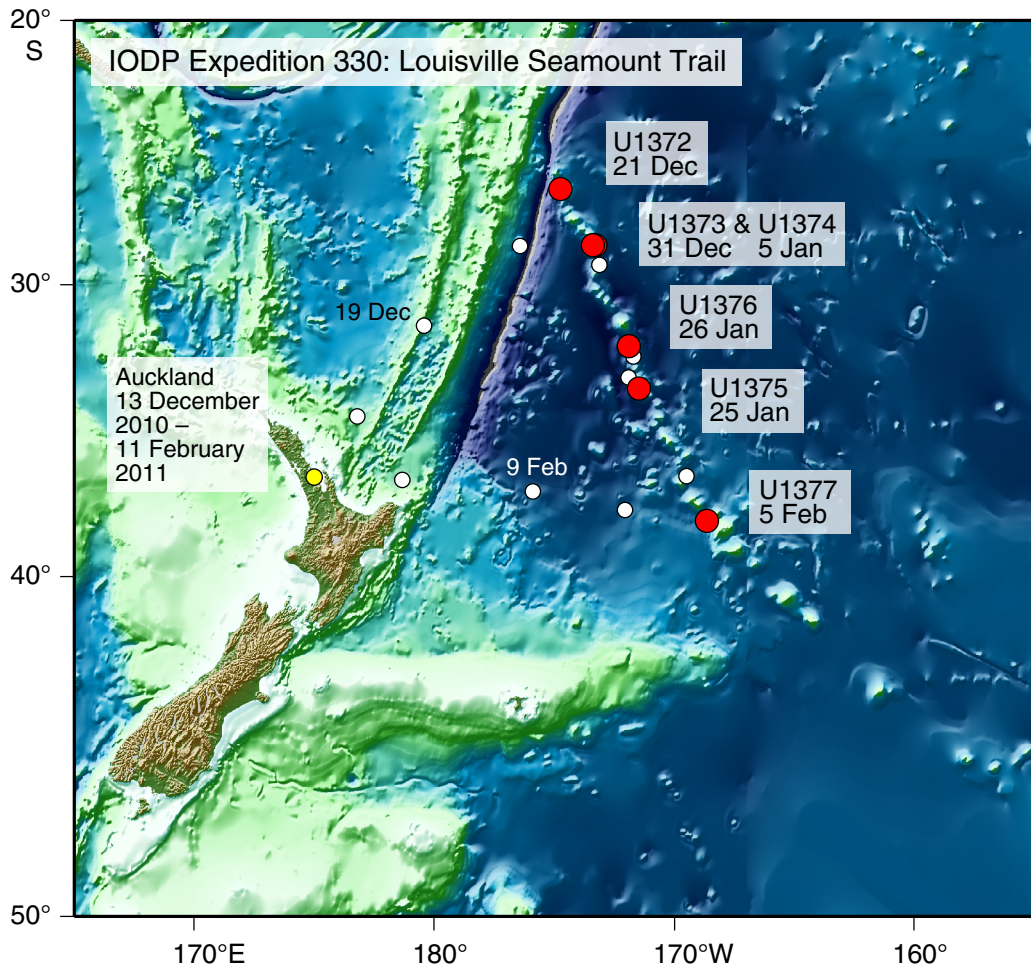 20°
S
IODP Expedition 330: Louisville Seamount Trail
U1372
21 Dec
U1373 & U1374
31 Dec 5 Jan
30°
19 Dec
U1376
26 Jan
Auckland
13 December
2010 –
11 February
2011
U1375
25 Jan
9 Feb
U1377
5 Feb
40°
50°
170°E 180° 170°W 160°